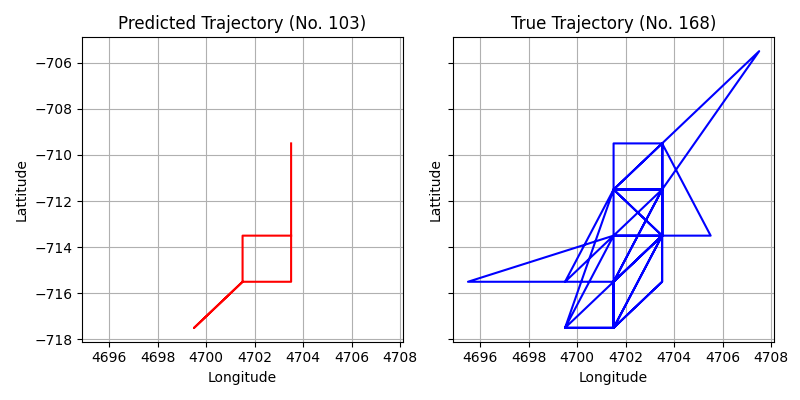 Predicted Trajectory (No. 103)
True Trajectory (No. 168)
Lattitude
−706
−708
−710
−712
−714
−716
−718
4696 4698 4700 4702 4704 4706 4708
Longitude
Lattitude
4696 4698 4700 4702 4704 4706 4708
Longitude